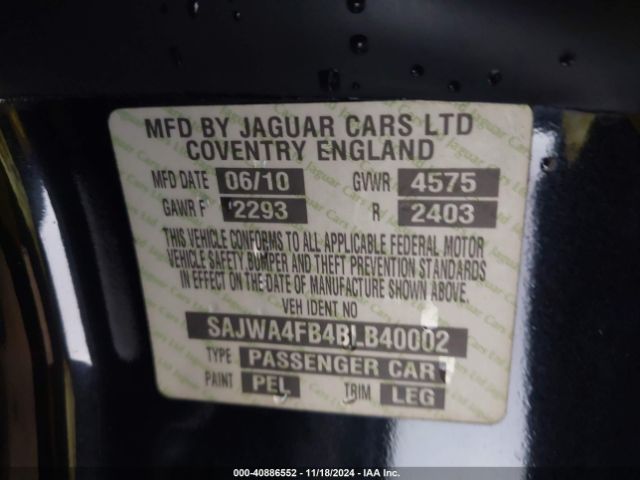 MFD BY JAGUAR CARS LTD
COVENTRY ENGLAND
MFD DATE 06/10 GVWR 4575
GAWR F 2293 R 2403
THIS VEHICLE CONFORMS TO ALL APPLICABLE FEDERAL MOTOR
VEHICLE SAFETY BUMPER AND THEFT PREVENTION STANDARDS
IN EFFECT ON THE DATE OF MANUFACTURE SHOWN ABOVE.
VEH IDENT NO
SAJWA4FB4BLB40002
TYPE PASSENGER CAR
PAINT PEL TRIM LEG
000-40886552 - 11/18/2024 - IAA Inc.